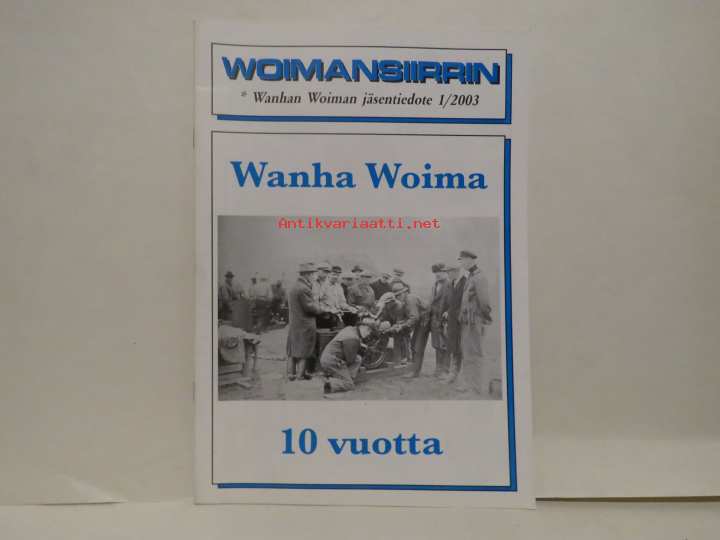 WOIMANSIIRRIN
* Wanhan Woiman jäsentiedote 1/2003
Wanha Woima
Antikvariaatti.net
10 vuotta